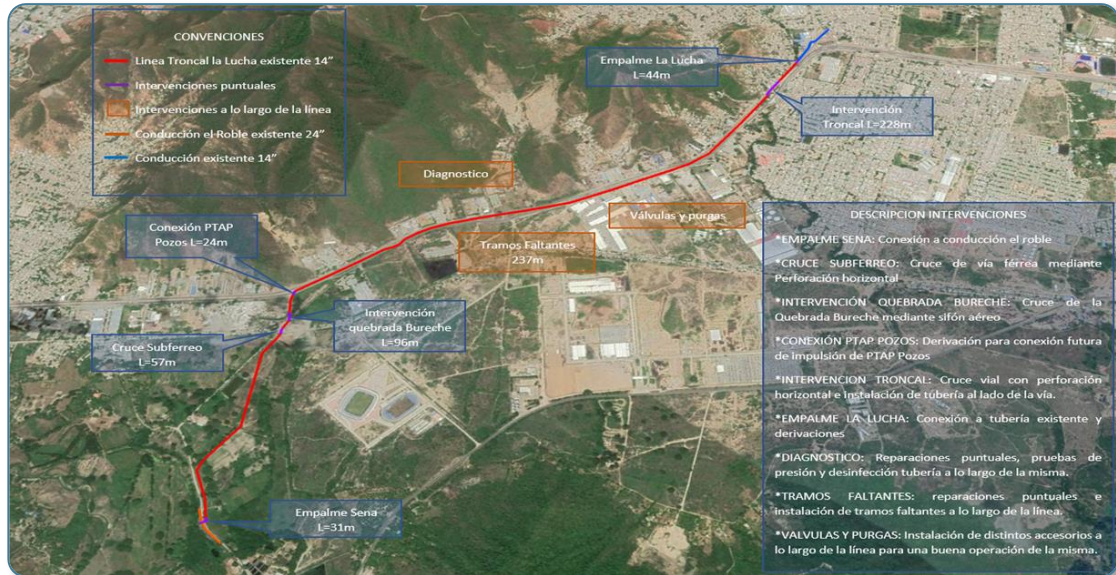 CONVENCIONES
Linea Troncal la Lucha existente 14”
Intervenciones puntuales
Intervenciones a lo largo de la línea
Conducción el Roble existente 24”
Conducción existente 14”
Empalme La Lucha
L=44m
Intervención
Troncal L=228m
Diagnostico
Válvulas y purgas
Conexión PTAP
Pozos L=24m
Tramos Faltantes
237m
Intervención
quebrada Bureche
L=96m
Cruce Subferreo
L=57m
Empalme Sena
L=31m
DESCRIPCION INTERVENCIONES
*EMPALME SENA: Conexión a conducción el roble
*CRUCE SUBFERREO: Cruce de vía férrea mediante
Perforación horizontal
*INTERVENCIÓN QUEBRADA BURECHE: Cruce de la
Quebrada Bureche mediante sifón aéreo
*CONEXIÓN PTAP POZOS: Derivación para conexión futura
de impulsión de PTAP Pozos
*INTERVENCION TRONCAL: Cruce vial con perforación
horizontal e instalación de tubería al lado de la vía.
*EMPALME LA LUCHA: Conexión a tubería existente y
derivaciones
*DIAGNOSTICO: Reparaciones puntuales, pruebas de
presión y desinfección tubería a lo largo de la misma.
*TRAMOS FALTANTES: reparaciones puntuales e
instalación de tramos faltantes a lo largo de la línea.
*VALVULAS Y PURGAS: Instalación de distintos accesorios a
lo largo de la línea para una buena operación de la misma.